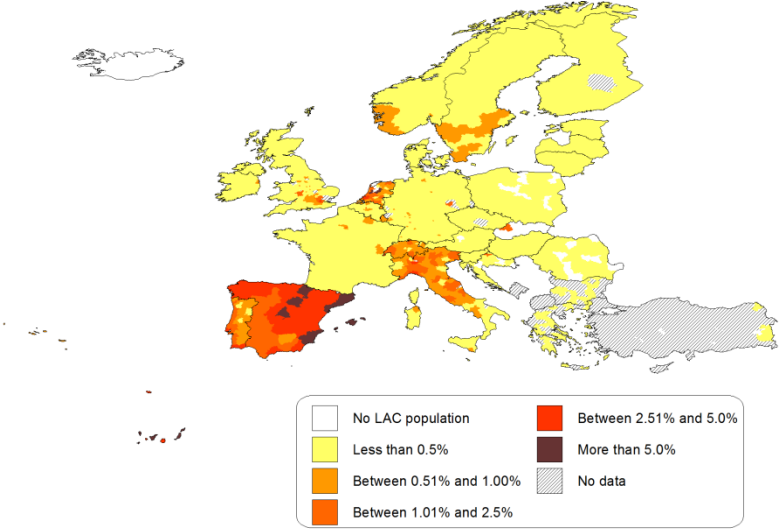 No LAC population
Less than 0.5%
Between 0.51% and 1.00%
Between 1.01% and 2.5%
Between 2.51% and 5.0%
More than 5.0%
No data